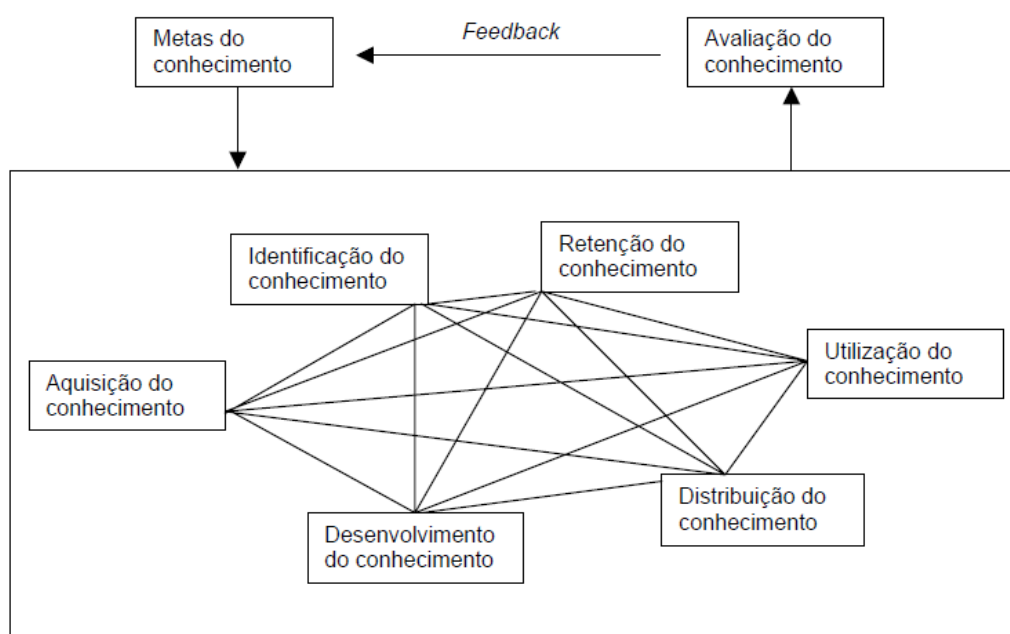 Metas do
conhecimento
Feedback
Avaliação do
conhecimento
Identificação do
conhecimento
Retenção do
conhecimento
Utilização do
conhecimento
Aquisição do
conhecimento
Distribuição do
conhecimento
Desenvolvimento
do conhecimento